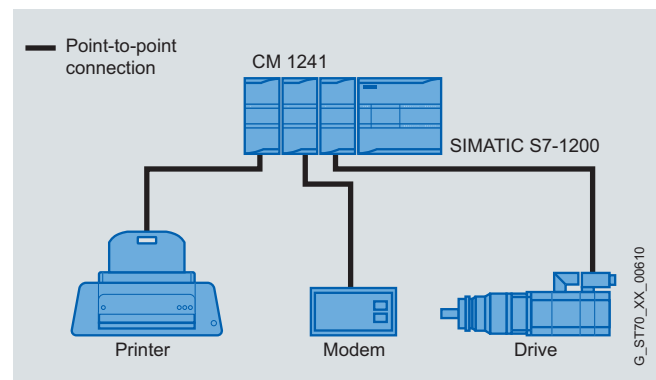 Point-to-point
connection
CM 1241
SIMATIC S7-1200
Printer
Modem
Drive
G_ST70_XX_00610